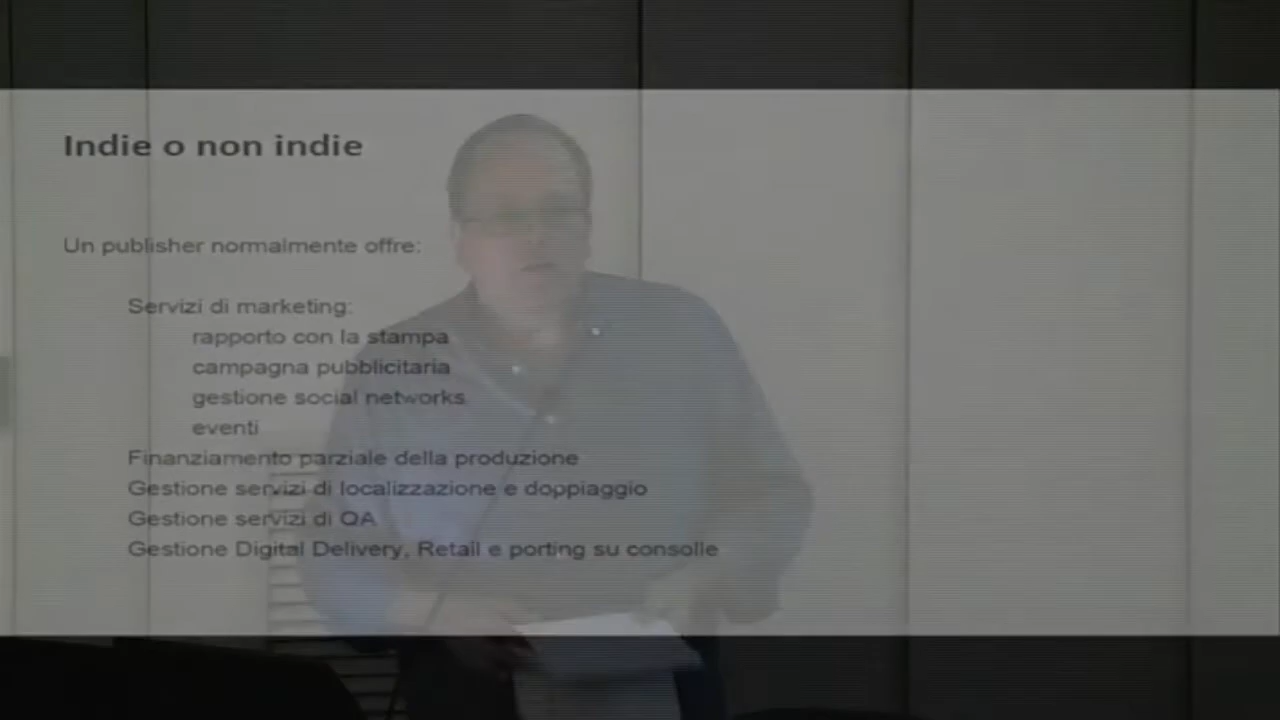 Indie o non indie
Un publisher normalmente offre:
Servizi di marketing:
rapporto con la stampa
campagna pubblicitaria
gestione social networks
eventi
Finanziamento parziale della produzione
Gestione servizi di localizzazione e doppiaggio
Gestione servizi di QA
Gestione Digital Delivery, Retail e porting su consolle